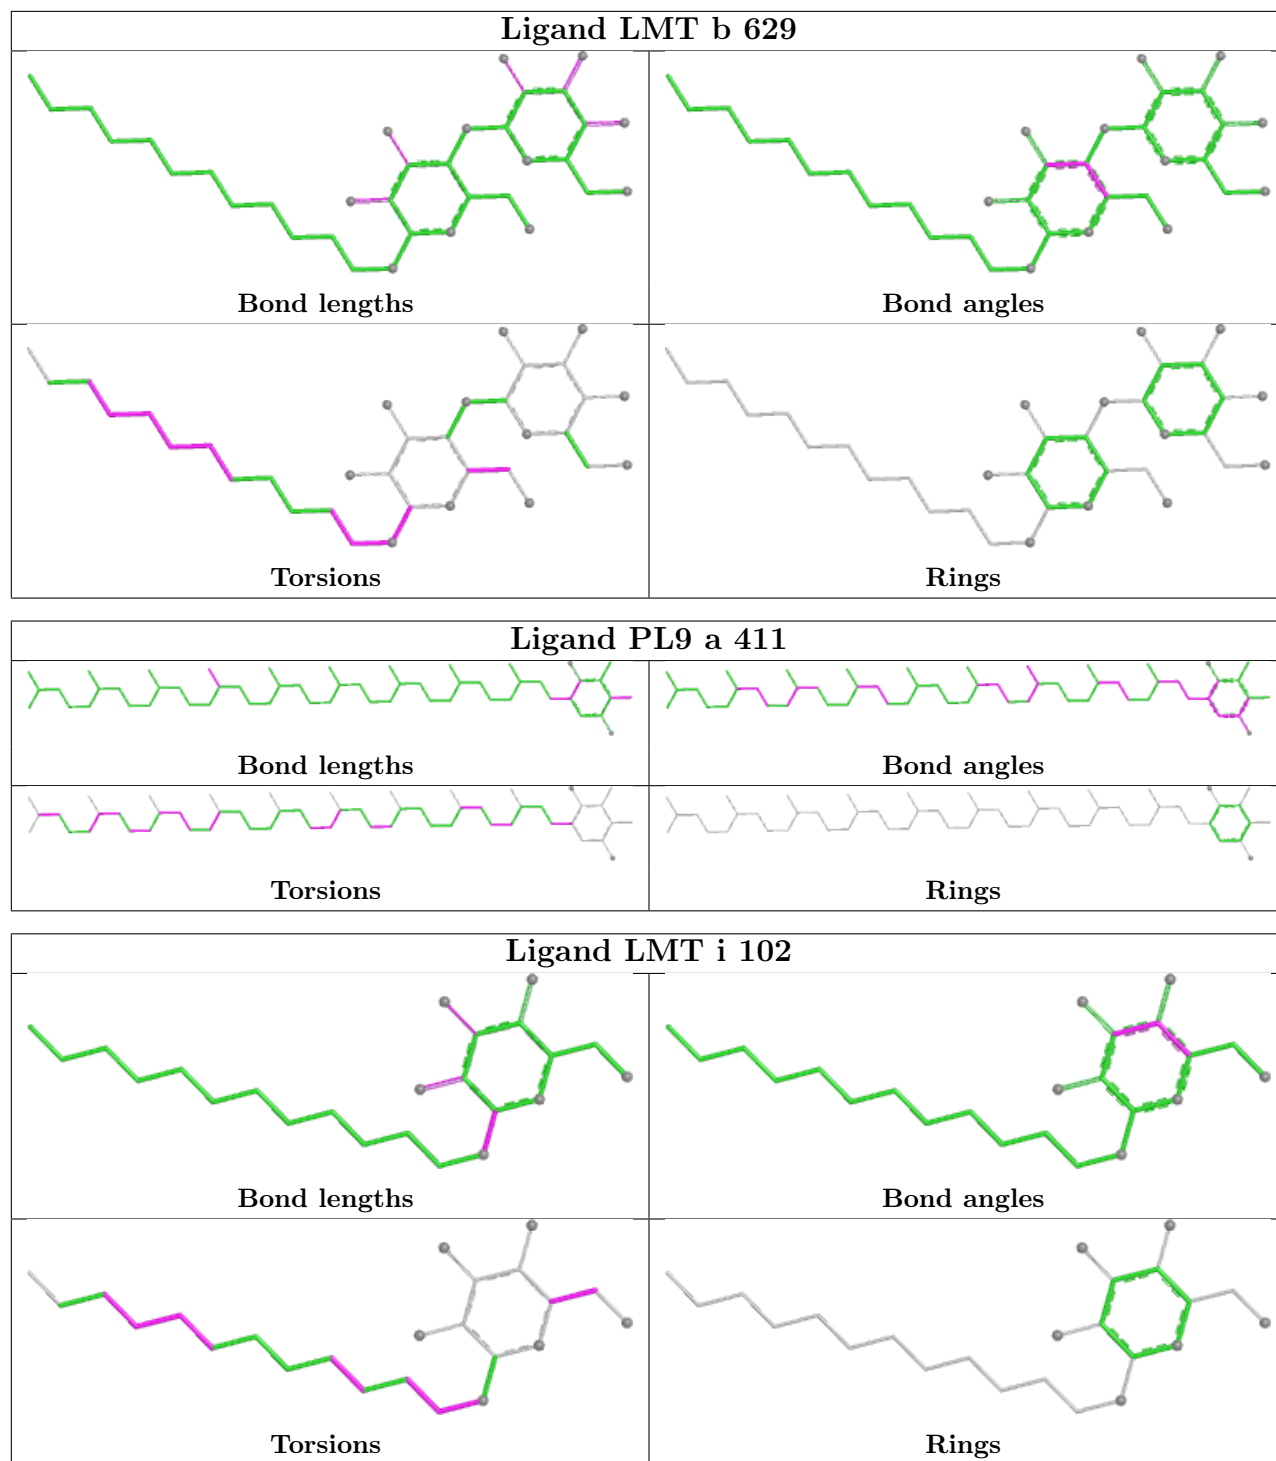 Ligand LMT b 629
Bond lengths
Bond angles
Torsions
Rings
Ligand PL9 a 411
Bond lengths
Bond angles
Torsions
Rings
Ligand LMT i 102
Bond lengths
Bond angles
Torsions
Rings